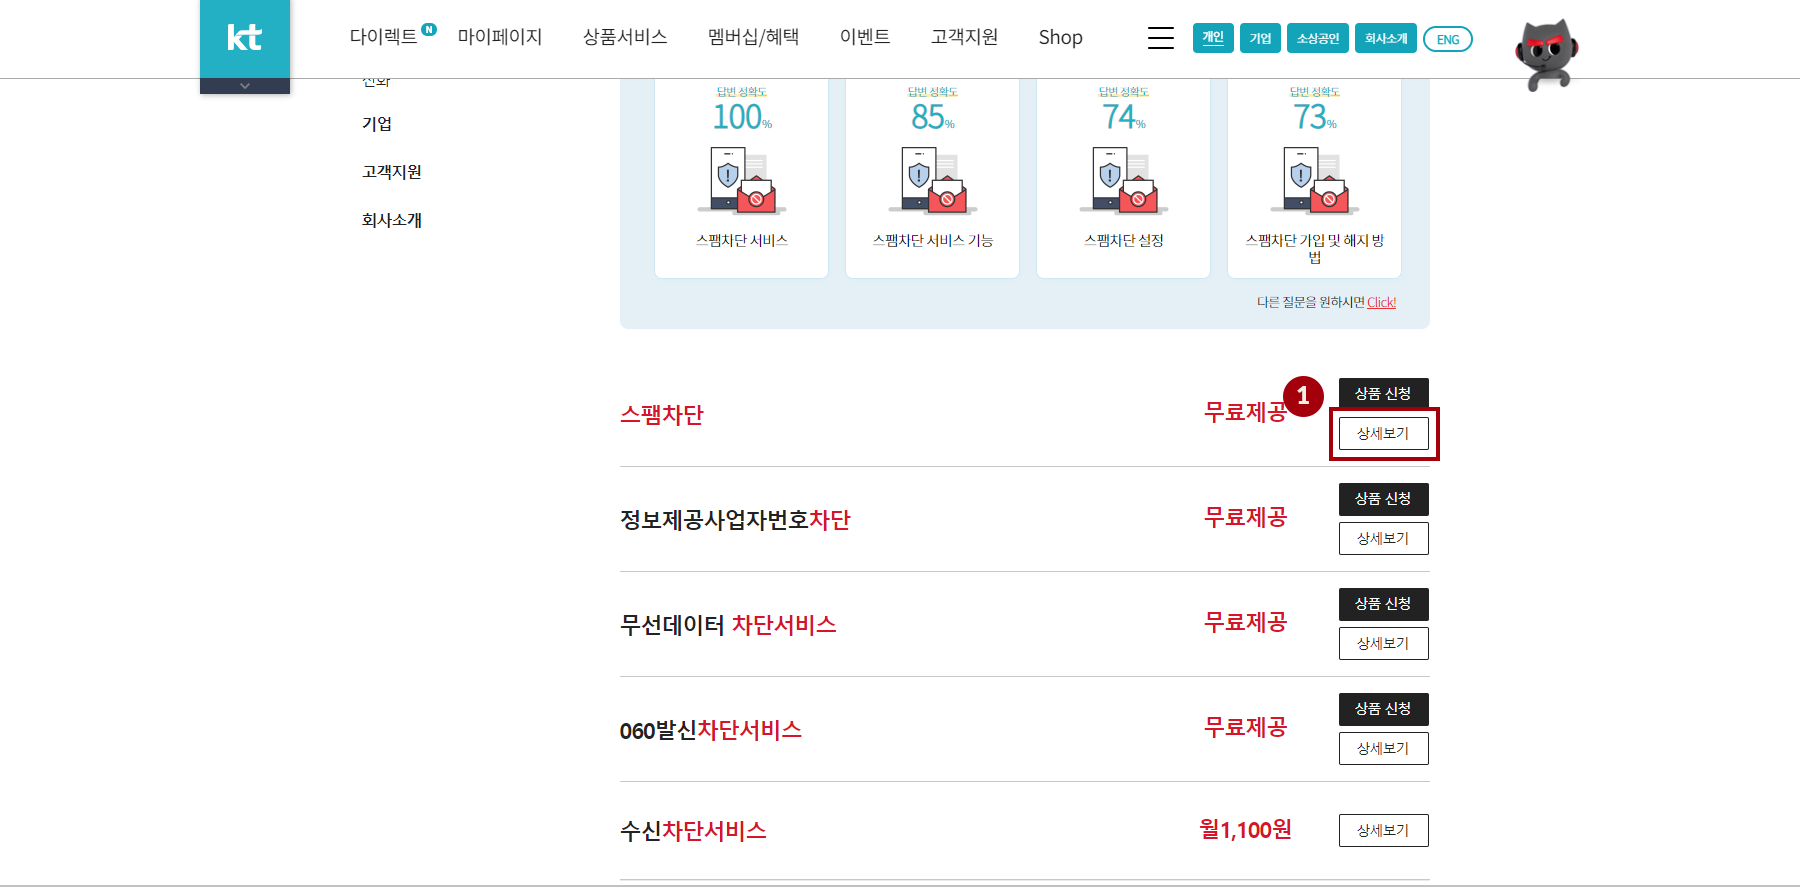 kt
다이렉트 N 마이페이지 상품서비스 멤버십/혜택 이벤트 고객지원 Shop 개인 기업 소상공인 회사소개 ENG
전화
기업
고객지원
회사소개
답변 정확도 답변 정확도 답변 정확도 답변 정확도
100% 85% 74% 73%
스팸차단 서비스 스팸차단 서비스 기능 스팸차단 설정 스팸차단 가입 및 해지 방
법
다른 질문을 원하시면 Click!
스팸차단 무료제공 1 상품 신청
상세보기
정보제공사업자번호차단 무료제공 상품 신청
상세보기
무선데이터 차단서비스 무료제공 상품 신청
상세보기
060발신차단서비스 무료제공 상품 신청
상세보기
수신차단서비스 월1,100원 상세보기